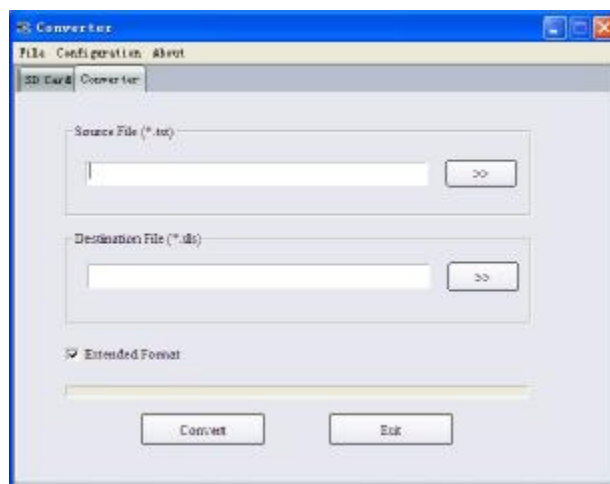 Converter
File Configuration About
SD Card Converter
Source File (*.txt)
>>
Destination File (*.xls)
>>
Extended Format
Convert Exit